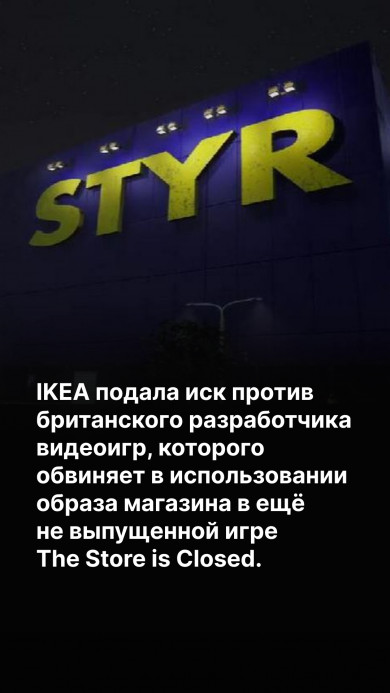 STYR
IKEA подала иск против
британского разработчика
видеоигр, которого
обвиняет в использовании
образа магазина в ещё
не выпущенной игре
The Store is Closed.